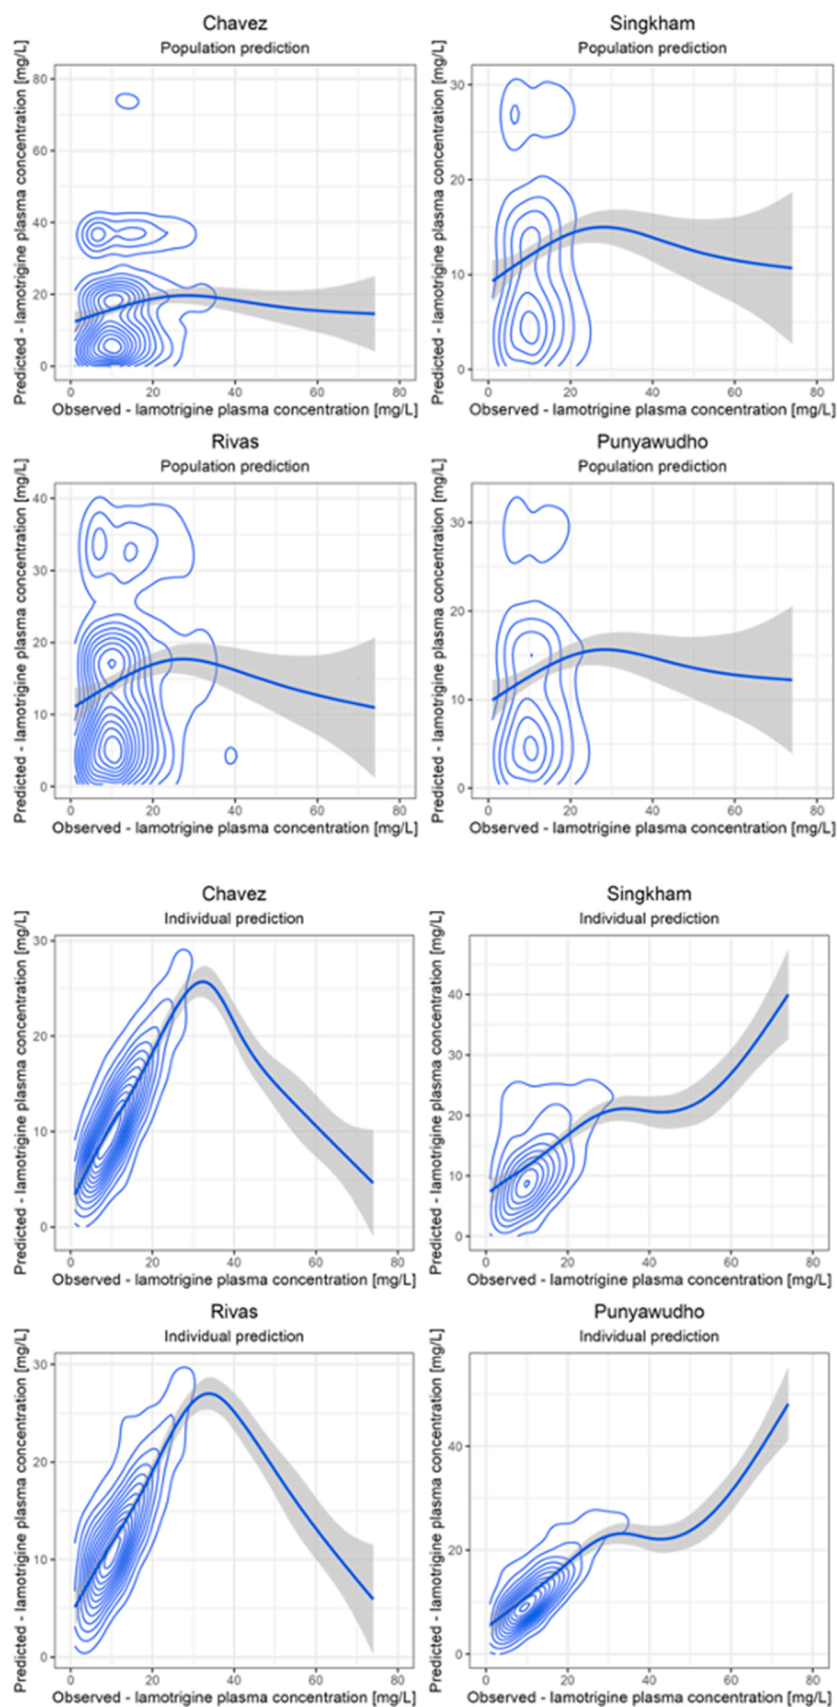 Chavez
Population prediction
Predicted - lamotrigine plasma concentration [mg/L]
80
60
40
20
0
0 20 40 60 80
Observed - lamotrigine plasma concentration [mg/L]
Singkham
Population prediction
Predicted - lamotrigine plasma concentration [mg/L]
30
20
10
0
0 20 40 60 80
Observed - lamotrigine plasma concentration [mg/L]
Rivas
Population prediction
Predicted - lamotrigine plasma concentration [mg/L]
40
30
20
10
0
0 20 40 60 80
Observed - lamotrigine plasma concentration [mg/L]
Punyawudho
Population prediction
Predicted - lamotrigine plasma concentration [mg/L]
30
20
10
0
0 20 40 60 80
Observed - lamotrigine plasma concentration [mg/L]
Chavez
Individual prediction
Predicted - lamotrigine plasma concentration [mg/L]
30
20
10
0
0 20 40 60 80
Observed - lamotrigine plasma concentration [mg/L]
Singkham
Individual prediction
Predicted - lamotrigine plasma concentration [mg/L]
40
30
20
10
0
0 20 40 60 80
Observed - lamotrigine plasma concentration [mg/L]
Rivas
Individual prediction
Predicted - lamotrigine plasma concentration [mg/L]
30
20
10
0
0 20 40 60 80
Observed - lamotrigine plasma concentration [mg/L]
Punyawudho
Individual prediction
Predicted - lamotrigine plasma concentration [mg/L]
40
20
0
0 20 40 60 80
Observed - lamotrigine plasma concentration [mg/L]